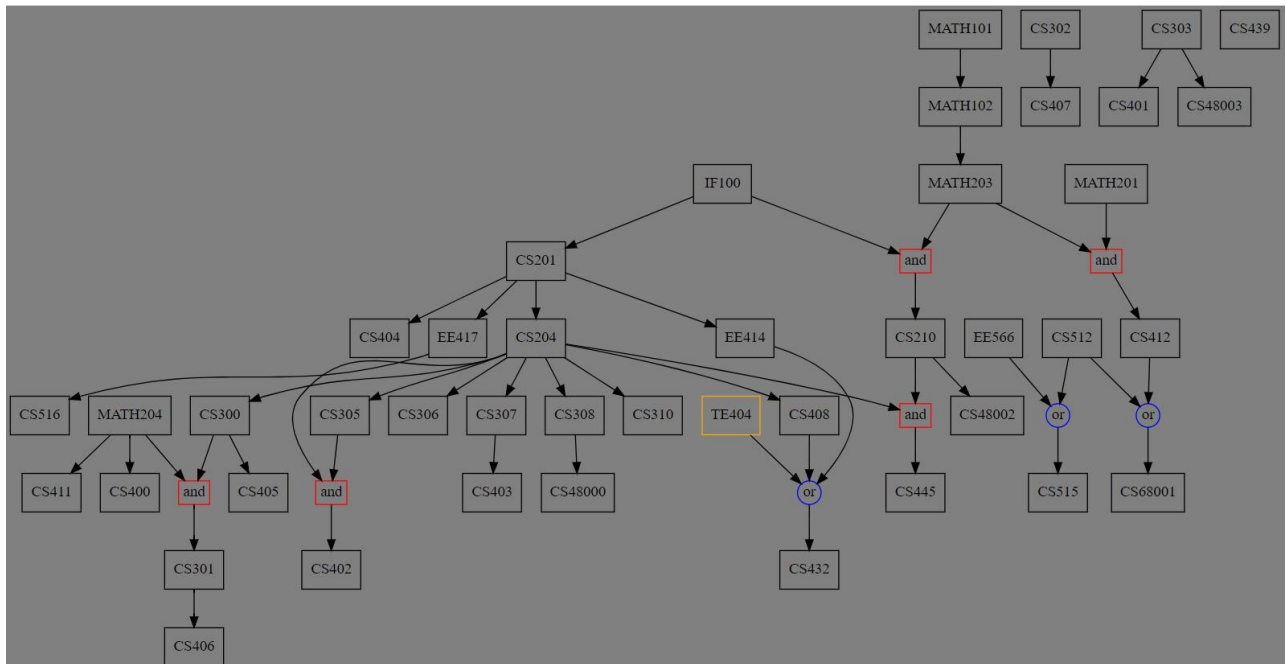 MATH101 CS302 CS303 CS439
MATH102 CS407 CS401 CS48003
IF100 MATH203 MATH201
CS201 and and
CS404 EE417 CS204 EE414 CS210 EE566 CS512 CS412
CS516 MATH204 CS300 CS305 CS306 CS307 CS308 CS310 TE404 CS408 and CS48002 or or
CS411 CS400 and CS405 and CS403 CS48000 or CS445 CS515 CS68001
CS301 CS402 CS432
CS406